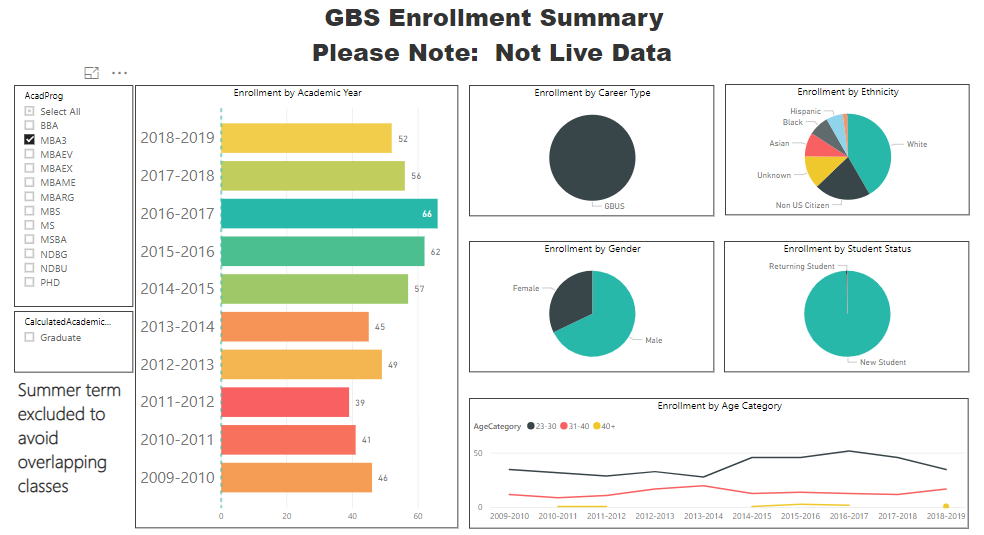 GBS Enrollment Summary
Please Note:  Not Live Data
AcadProg
Select All
BBA
MBA3
MBAEV
MBAEX
MBAME
MBARG
MBS
MS
MSBA
NDBG
NDBU
PHD
CalculatedAcademic...
Graduate
Summer term
excluded to
avoid
overlapping
classes
Enrollment by Academic Year
2018-2019 52
2017-2018 56
2016-2017 66
2015-2016 62
2014-2015 57
2013-2014 45
2012-2013 49
2011-2012 39
2010-2011 41
2009-2010 46
0 20 40 60
Enrollment by Career Type
GBUS
Enrollment by Ethnicity
Hispanic
Black
Asian
White
Unknown
Non US Citizen
Enrollment by Gender
Female
Male
Enrollment by Student Status
Returning Student
New Student
Enrollment by Age Category
AgeCategory 23-30 31-40 40+
50
0
2009-2010 2010-2011 2011-2012 2012-2013 2013-2014 2014-2015 2015-2016 2016-2017 2017-2018 2018-2019